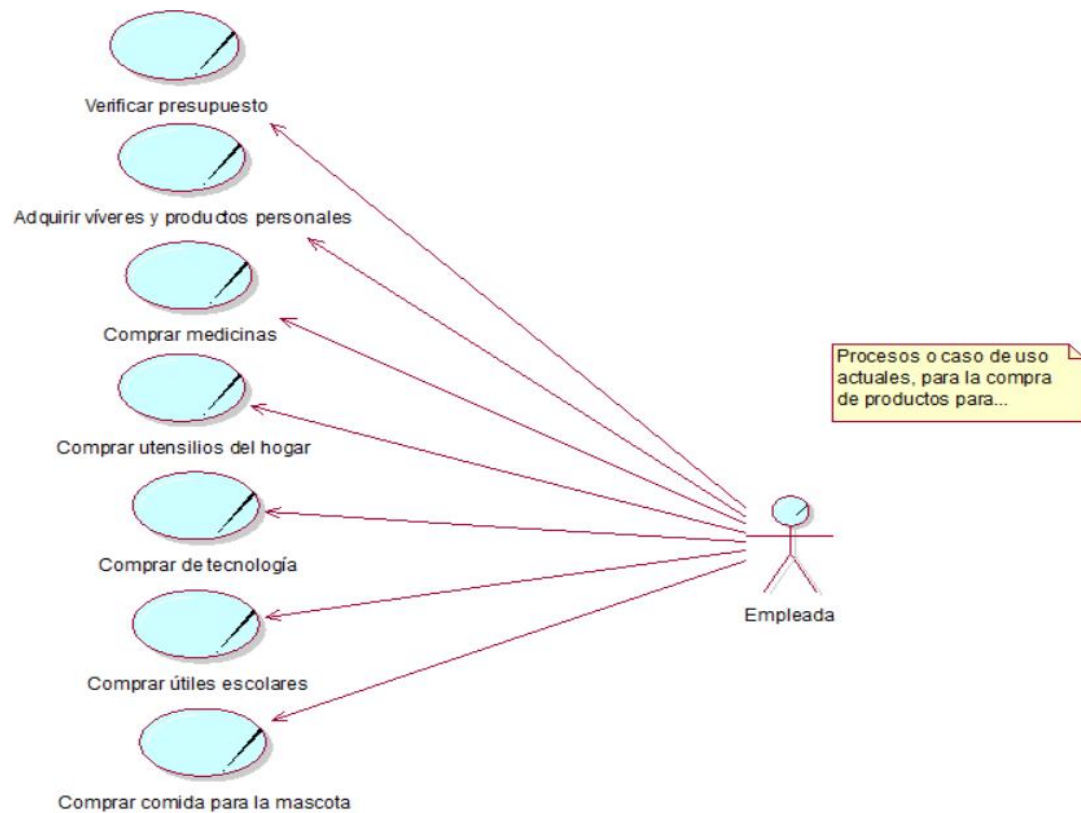 Verificar presupuesto
Adquirir víveres y productos personales
Comprar medicinas
Procesos o caso de uso
actuales, para la compra
de productos para...
Comprar utensilios del hogar
Comprar de tecnología
Empleada
Comprar útiles escolares
Comprar comida para la mascota